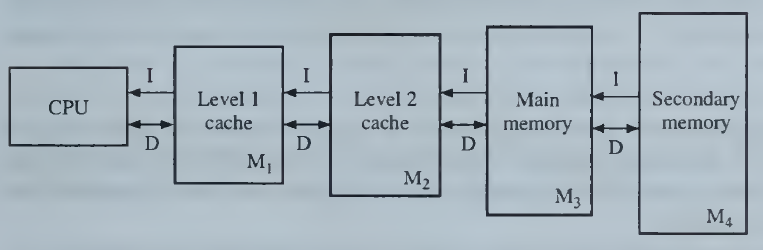 CPU
I
D
Level 1
cache
M1
I
D
Level 2
cache
M2
I
D
Main
memory
M3
I
D
Secondary
memory
M4